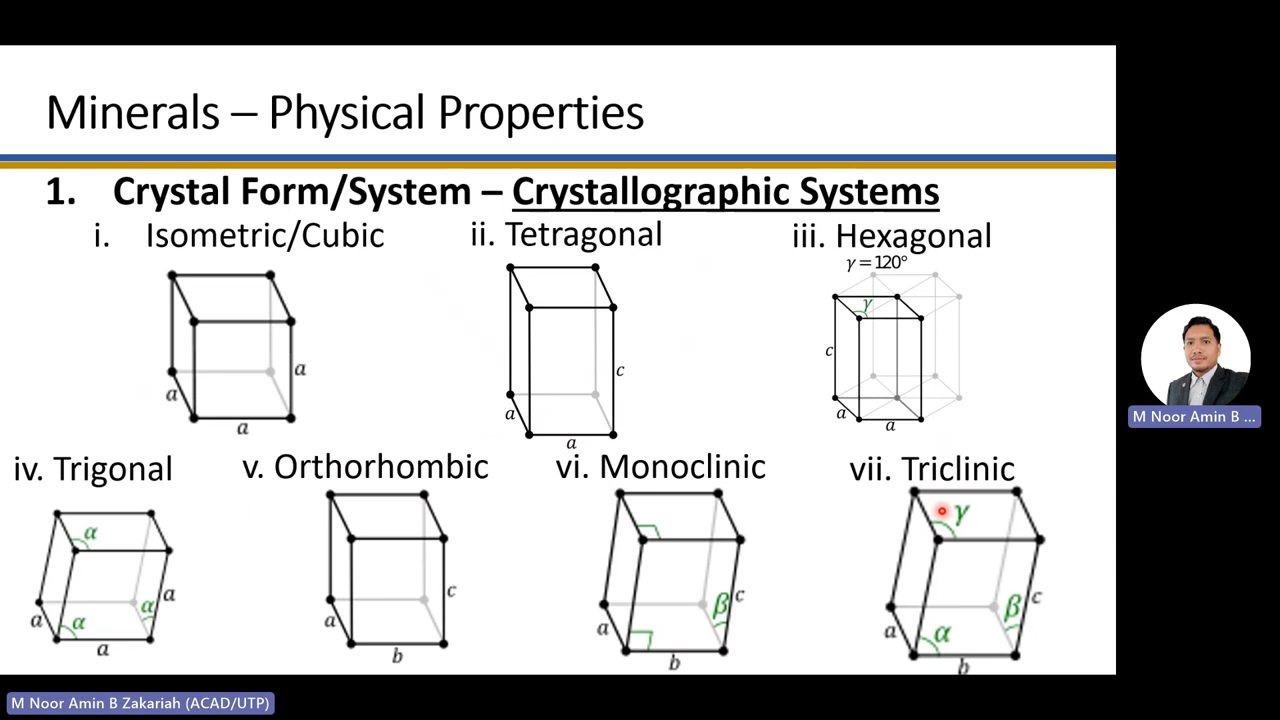 Minerals – Physical Properties
1. Crystal Form/System – Crystallographic Systems
i. Isometric/Cubic
a
a
a
ii. Tetragonal
c
a
a
iii. Hexagonal
γ = 120°
γ
c
a
a
iv. Trigonal
α
a
α
a
α
a
v. Orthorhombic
c
a
b
vi. Monoclinic
β
c
a
b
vii. Triclinic
γ
β
c
a
α
b
M Noor Amin B ...
M Noor Amin B Zakariah (ACAD/UTP)